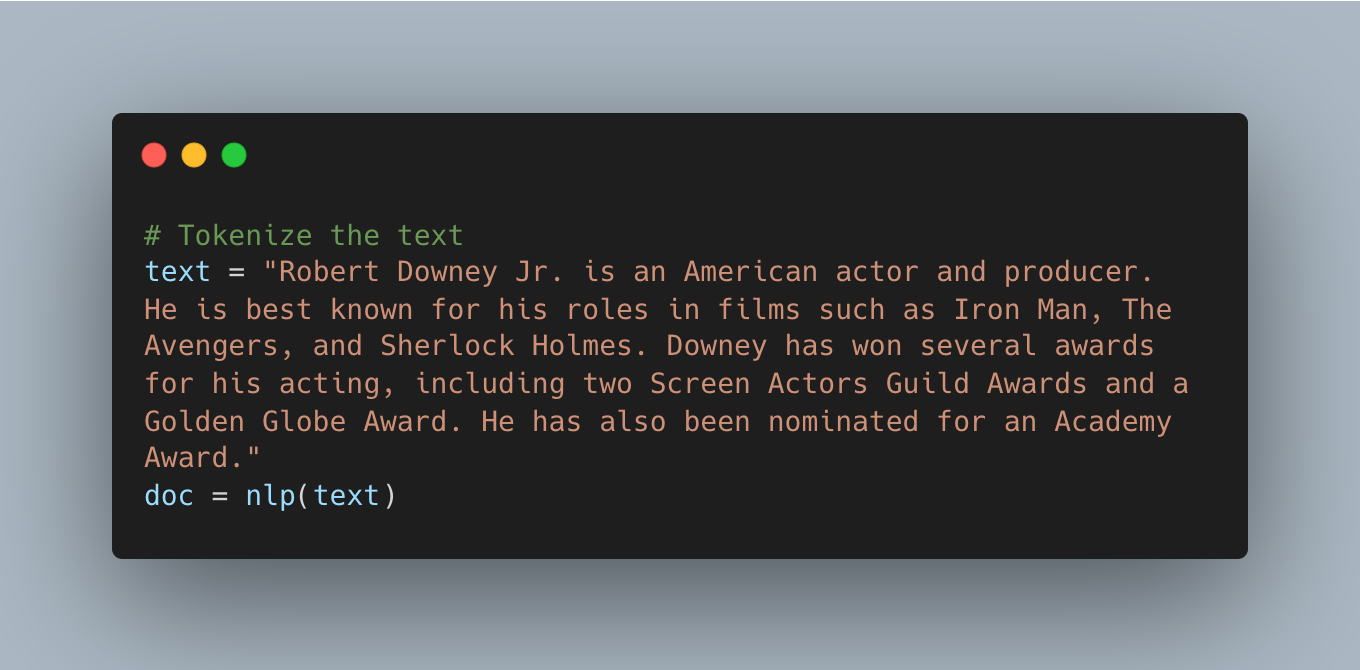 # Tokenize the text
text = "Robert Downey Jr. is an American actor and producer.
He is best known for his roles in films such as Iron Man, The
Avengers, and Sherlock Holmes. Downey has won several awards
for his acting, including two Screen Actors Guild Awards and a
Golden Globe Award. He has also been nominated for an Academy
Award."
doc = nlp(text)